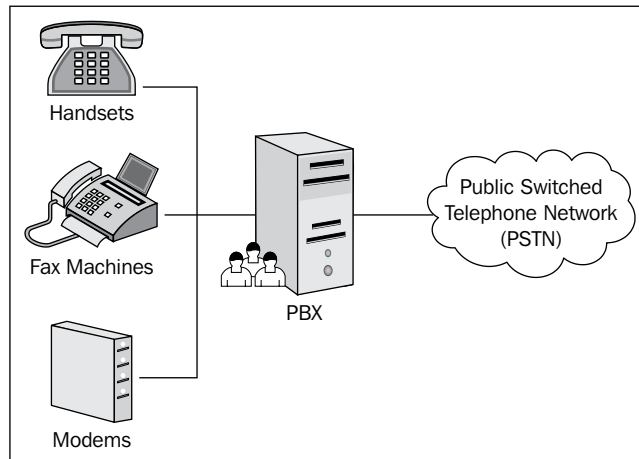 Handsets
Fax Machines
Modems
PBX
Public Switched
Telephone Network
(PSTN)